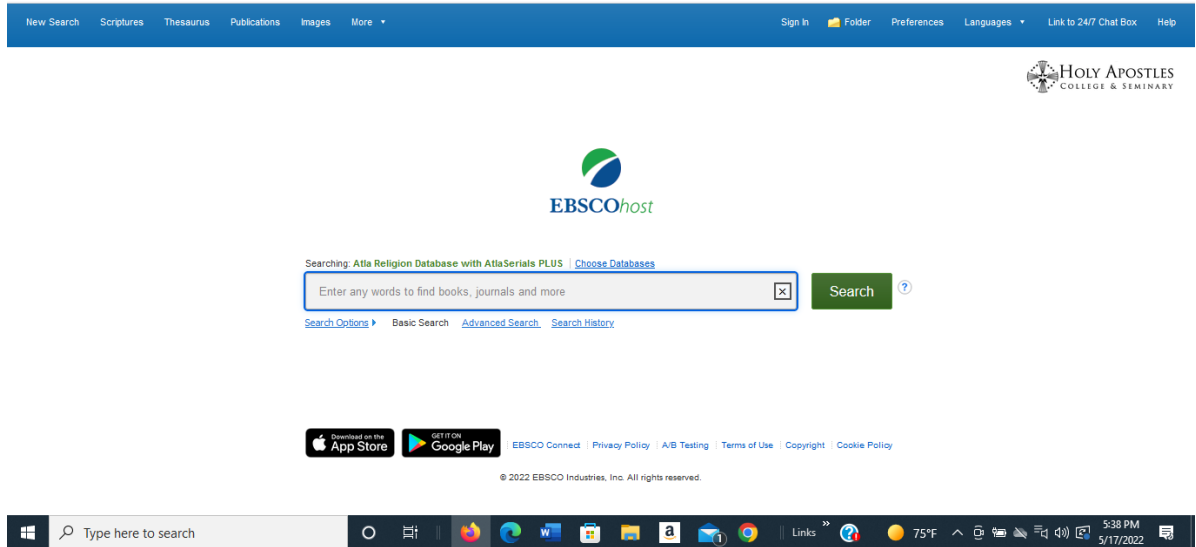 New Search Scriptures Thesaurus Publications Images More Sign In Folder Preferences Languages Link to 24/7 Chat Box Help
HOLY APOSTLES
COLLEGE & SEMINARY
EBSCOhost
Searching: Atla Religion Database with AtlaSerials PLUS | Choose Databases
Enter any words to find books, journals and more Search ?
Search Options Basic Search Advanced Search Search History
Download on the App Store GET IT ON Google Play EBSCO Connect Privacy Policy A/B Testing Terms of Use Copyright Cookie Policy
© 2022 EBSCO Industries, Inc. All rights reserved.
Type here to search Links » 75°F 5:38 PM
5/17/2022